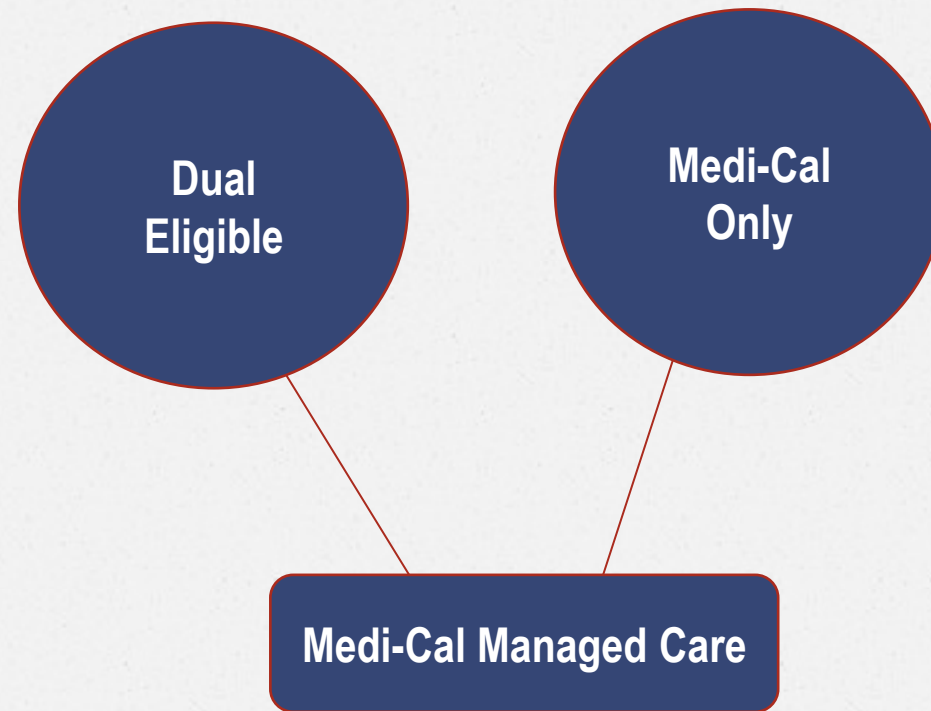 Dual
Eligible
Medi-Cal
Only
Medi-Cal Managed Care